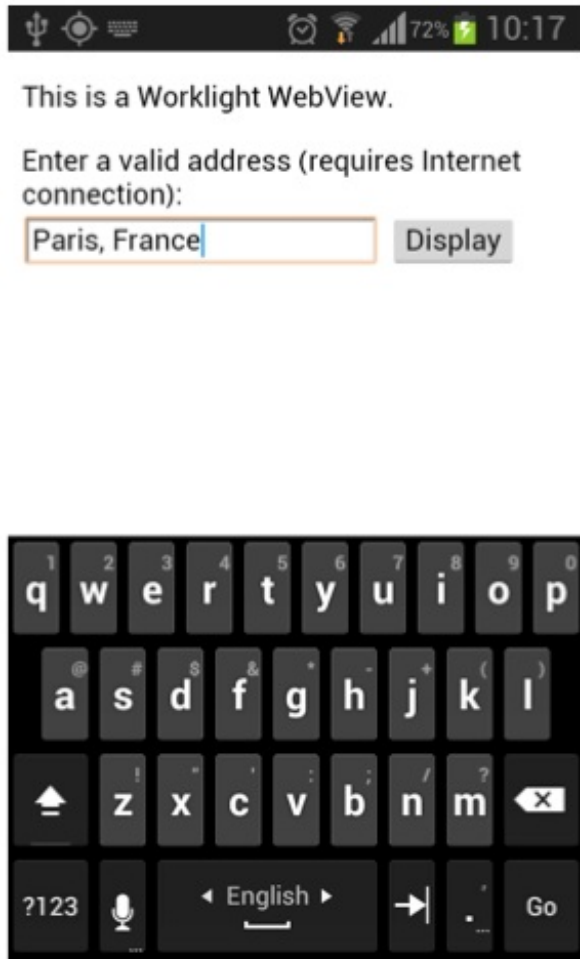 72% 10:17
This is a Worklight WebView.
Enter a valid address (requires Internet
connection):
Paris, France Display
1 2 3 4 5 6 7 8 9 0
q w e r t y u i o p
@ # $ & * - + ( )
a s d f g h j k l
! " ' : ; / ?
z x c v b n m
?123 English . ' Go